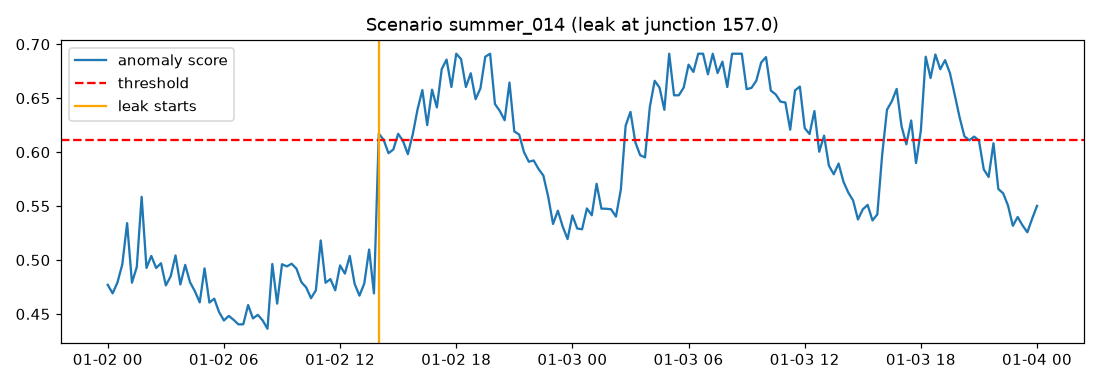 Scenario summer_014 (leak at junction 157.0)
0.70
0.65
0.60
0.55
0.50
0.45
anomaly score
threshold
leak starts
01-02 00 01-02 06 01-02 12 01-02 18 01-03 00 01-03 06 01-03 12 01-03 18 01-04 00